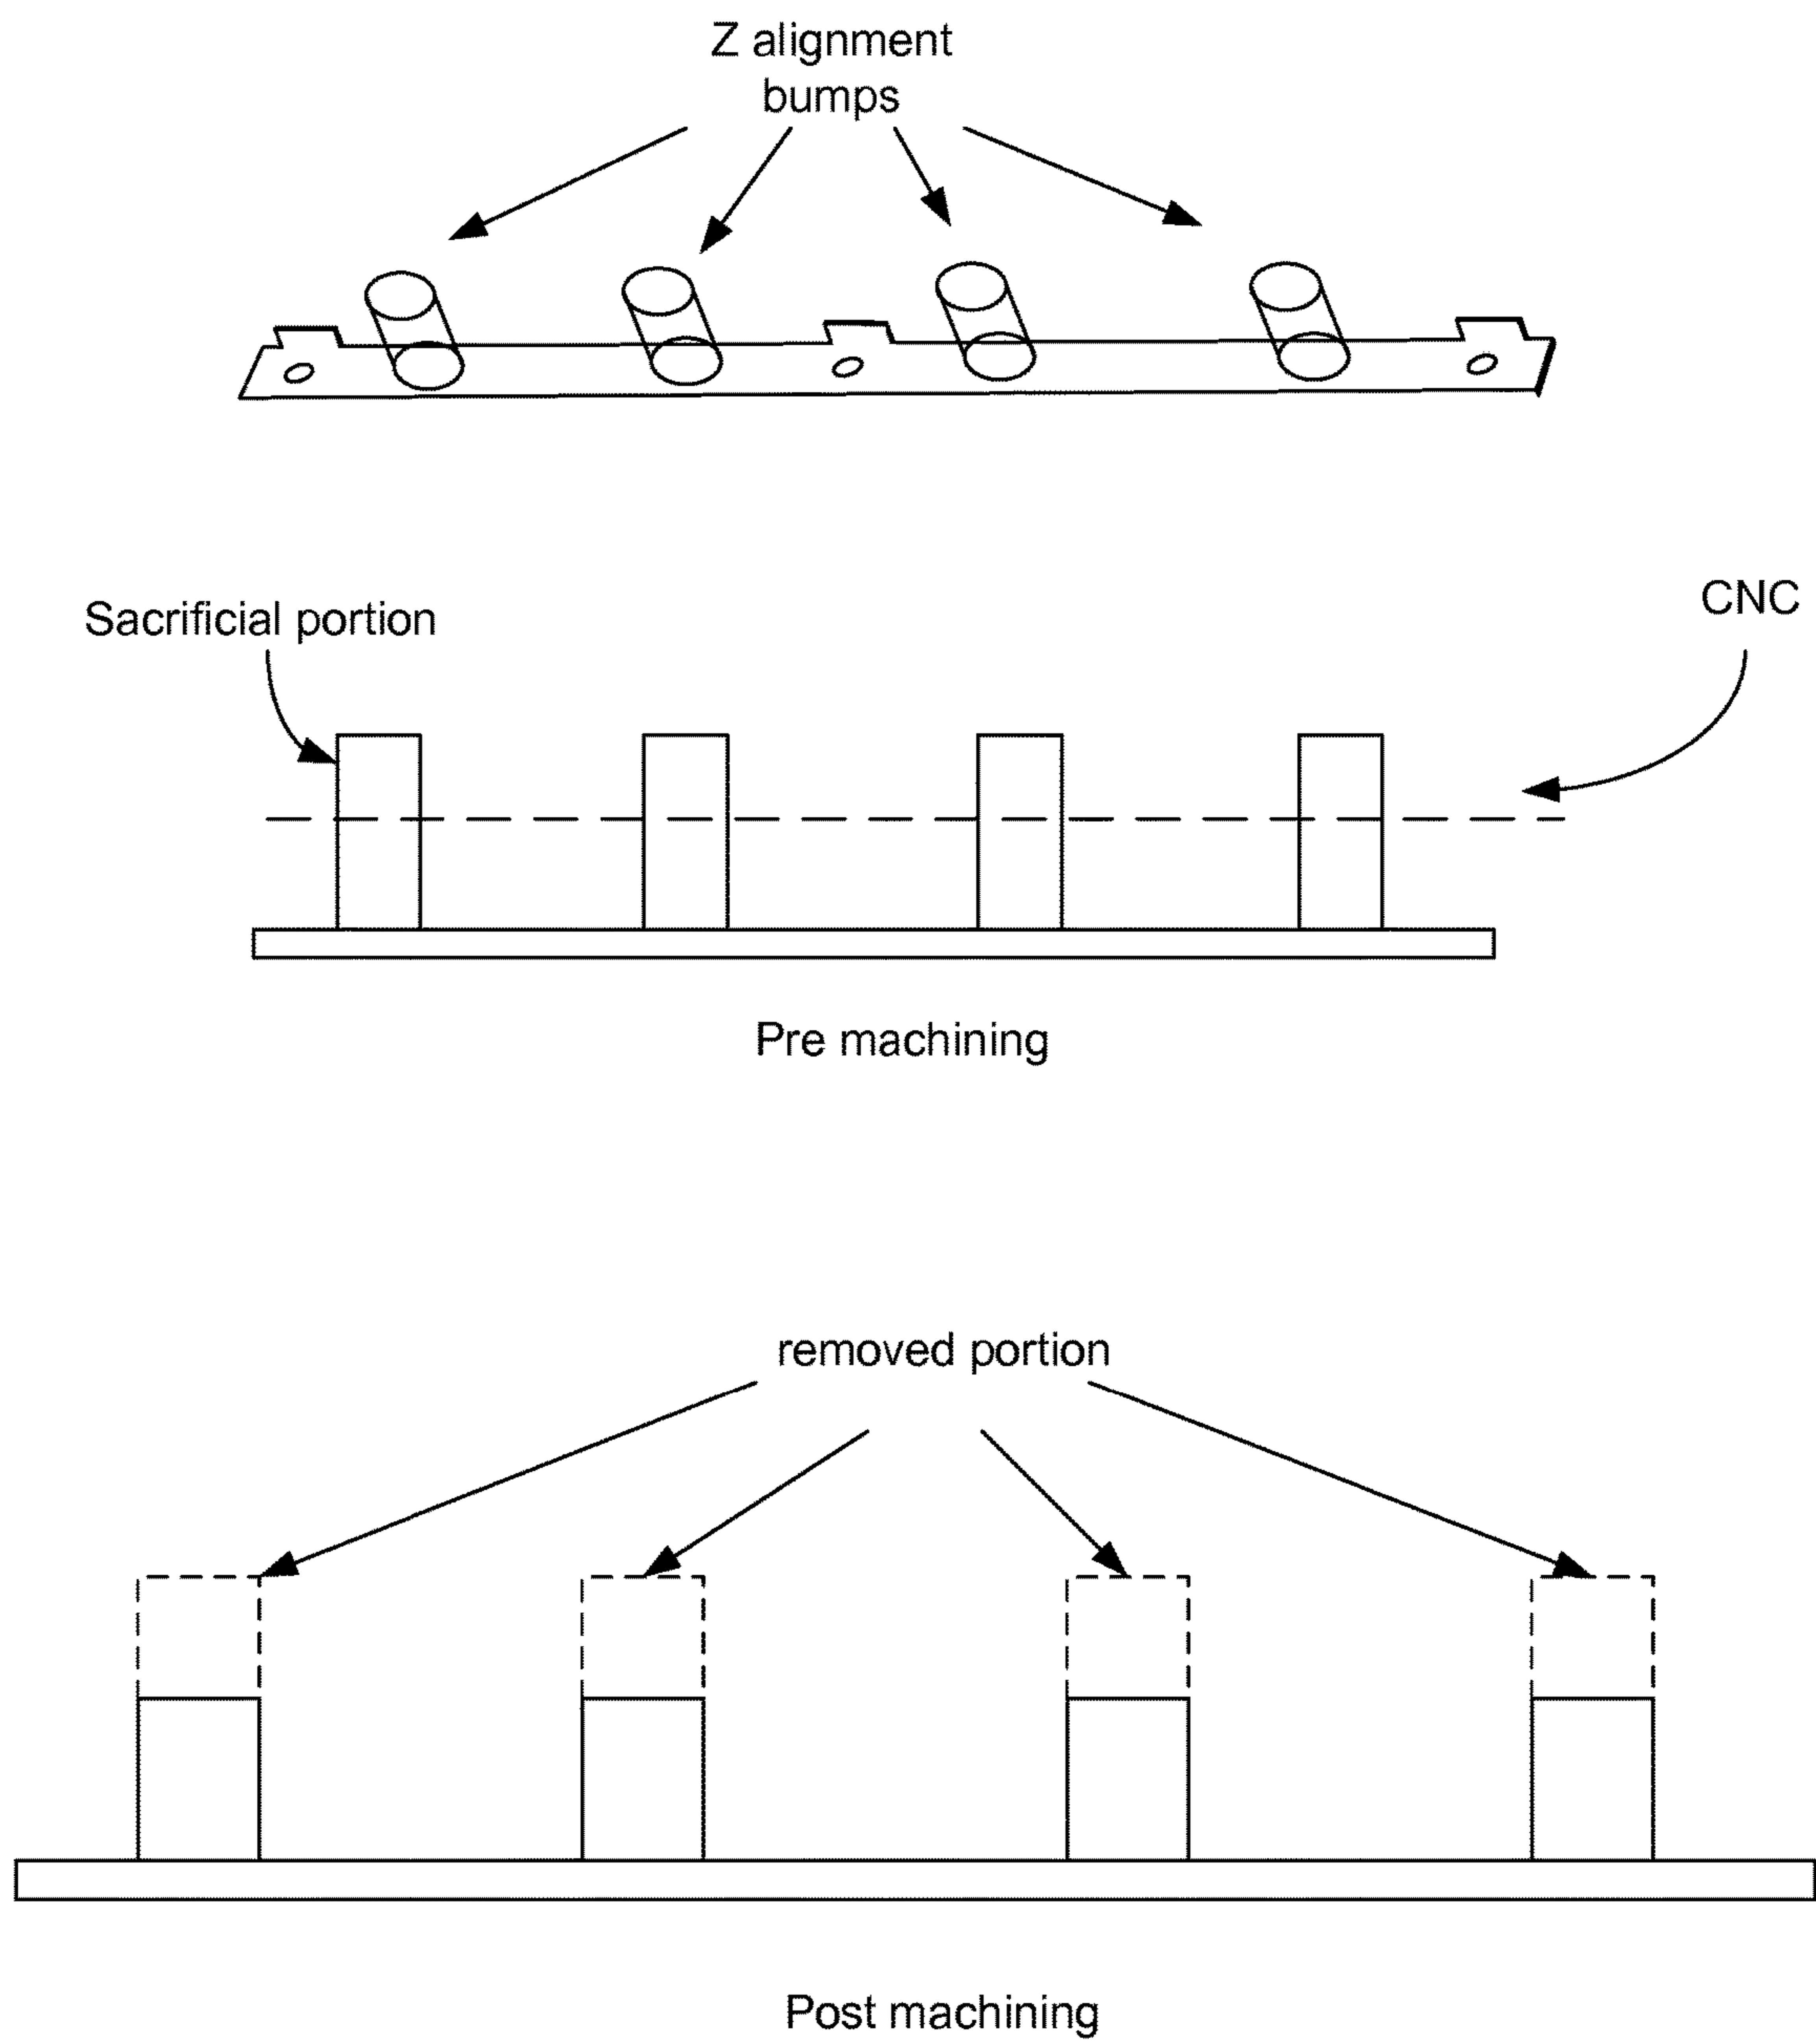 Z alignment
bumps
Sacrificial portion
CNC
Pre machining
removed portion
Post machining